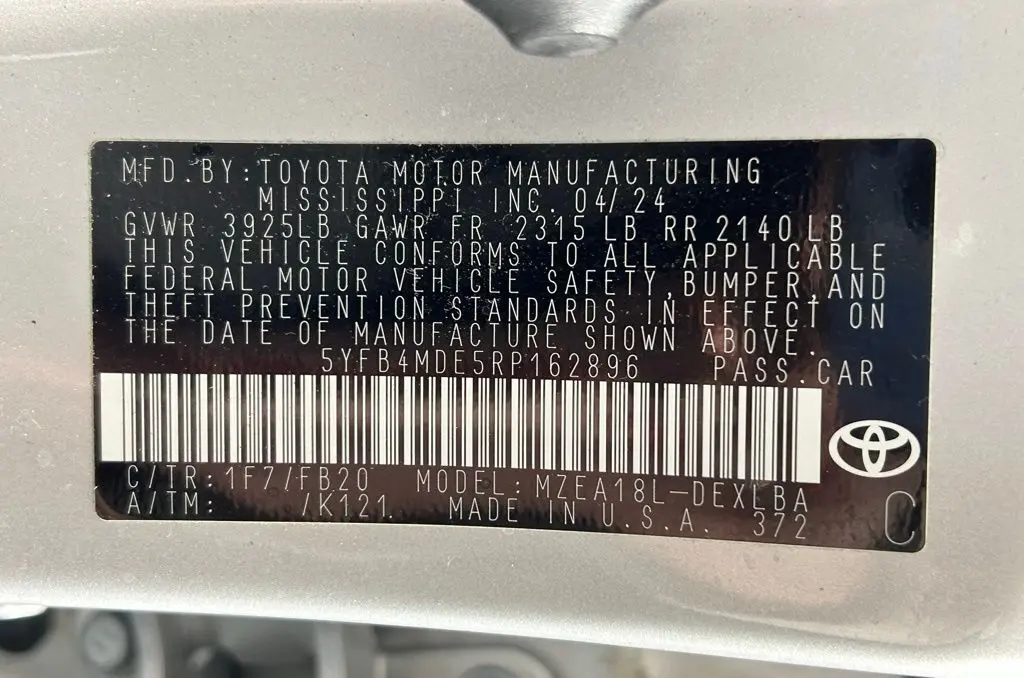 MFD.BY:TOYOTA MOTOR MANUFACTURING
MISSISSIPPI INC. 04/24
GVWR 3925LB GAWR FR 2315 LB RR 2140 LB
THIS VEHICLE CONFORMS TO ALL APPLICABLE
FEDERAL MOTOR VEHICLE SAFETY,BUMPER,AND
THEFT PREVENTION STANDARDS IN EFFECT ON
THE DATE OF MANUFACTURE SHOWN ABOVE.
5YFB4MDE5RP162896 PASS.CAR
C/TR:1F7/FB20 MODEL:MZEA18L-DEXLBA
A/TM: /K121 MADE IN U.S.A. 372
C